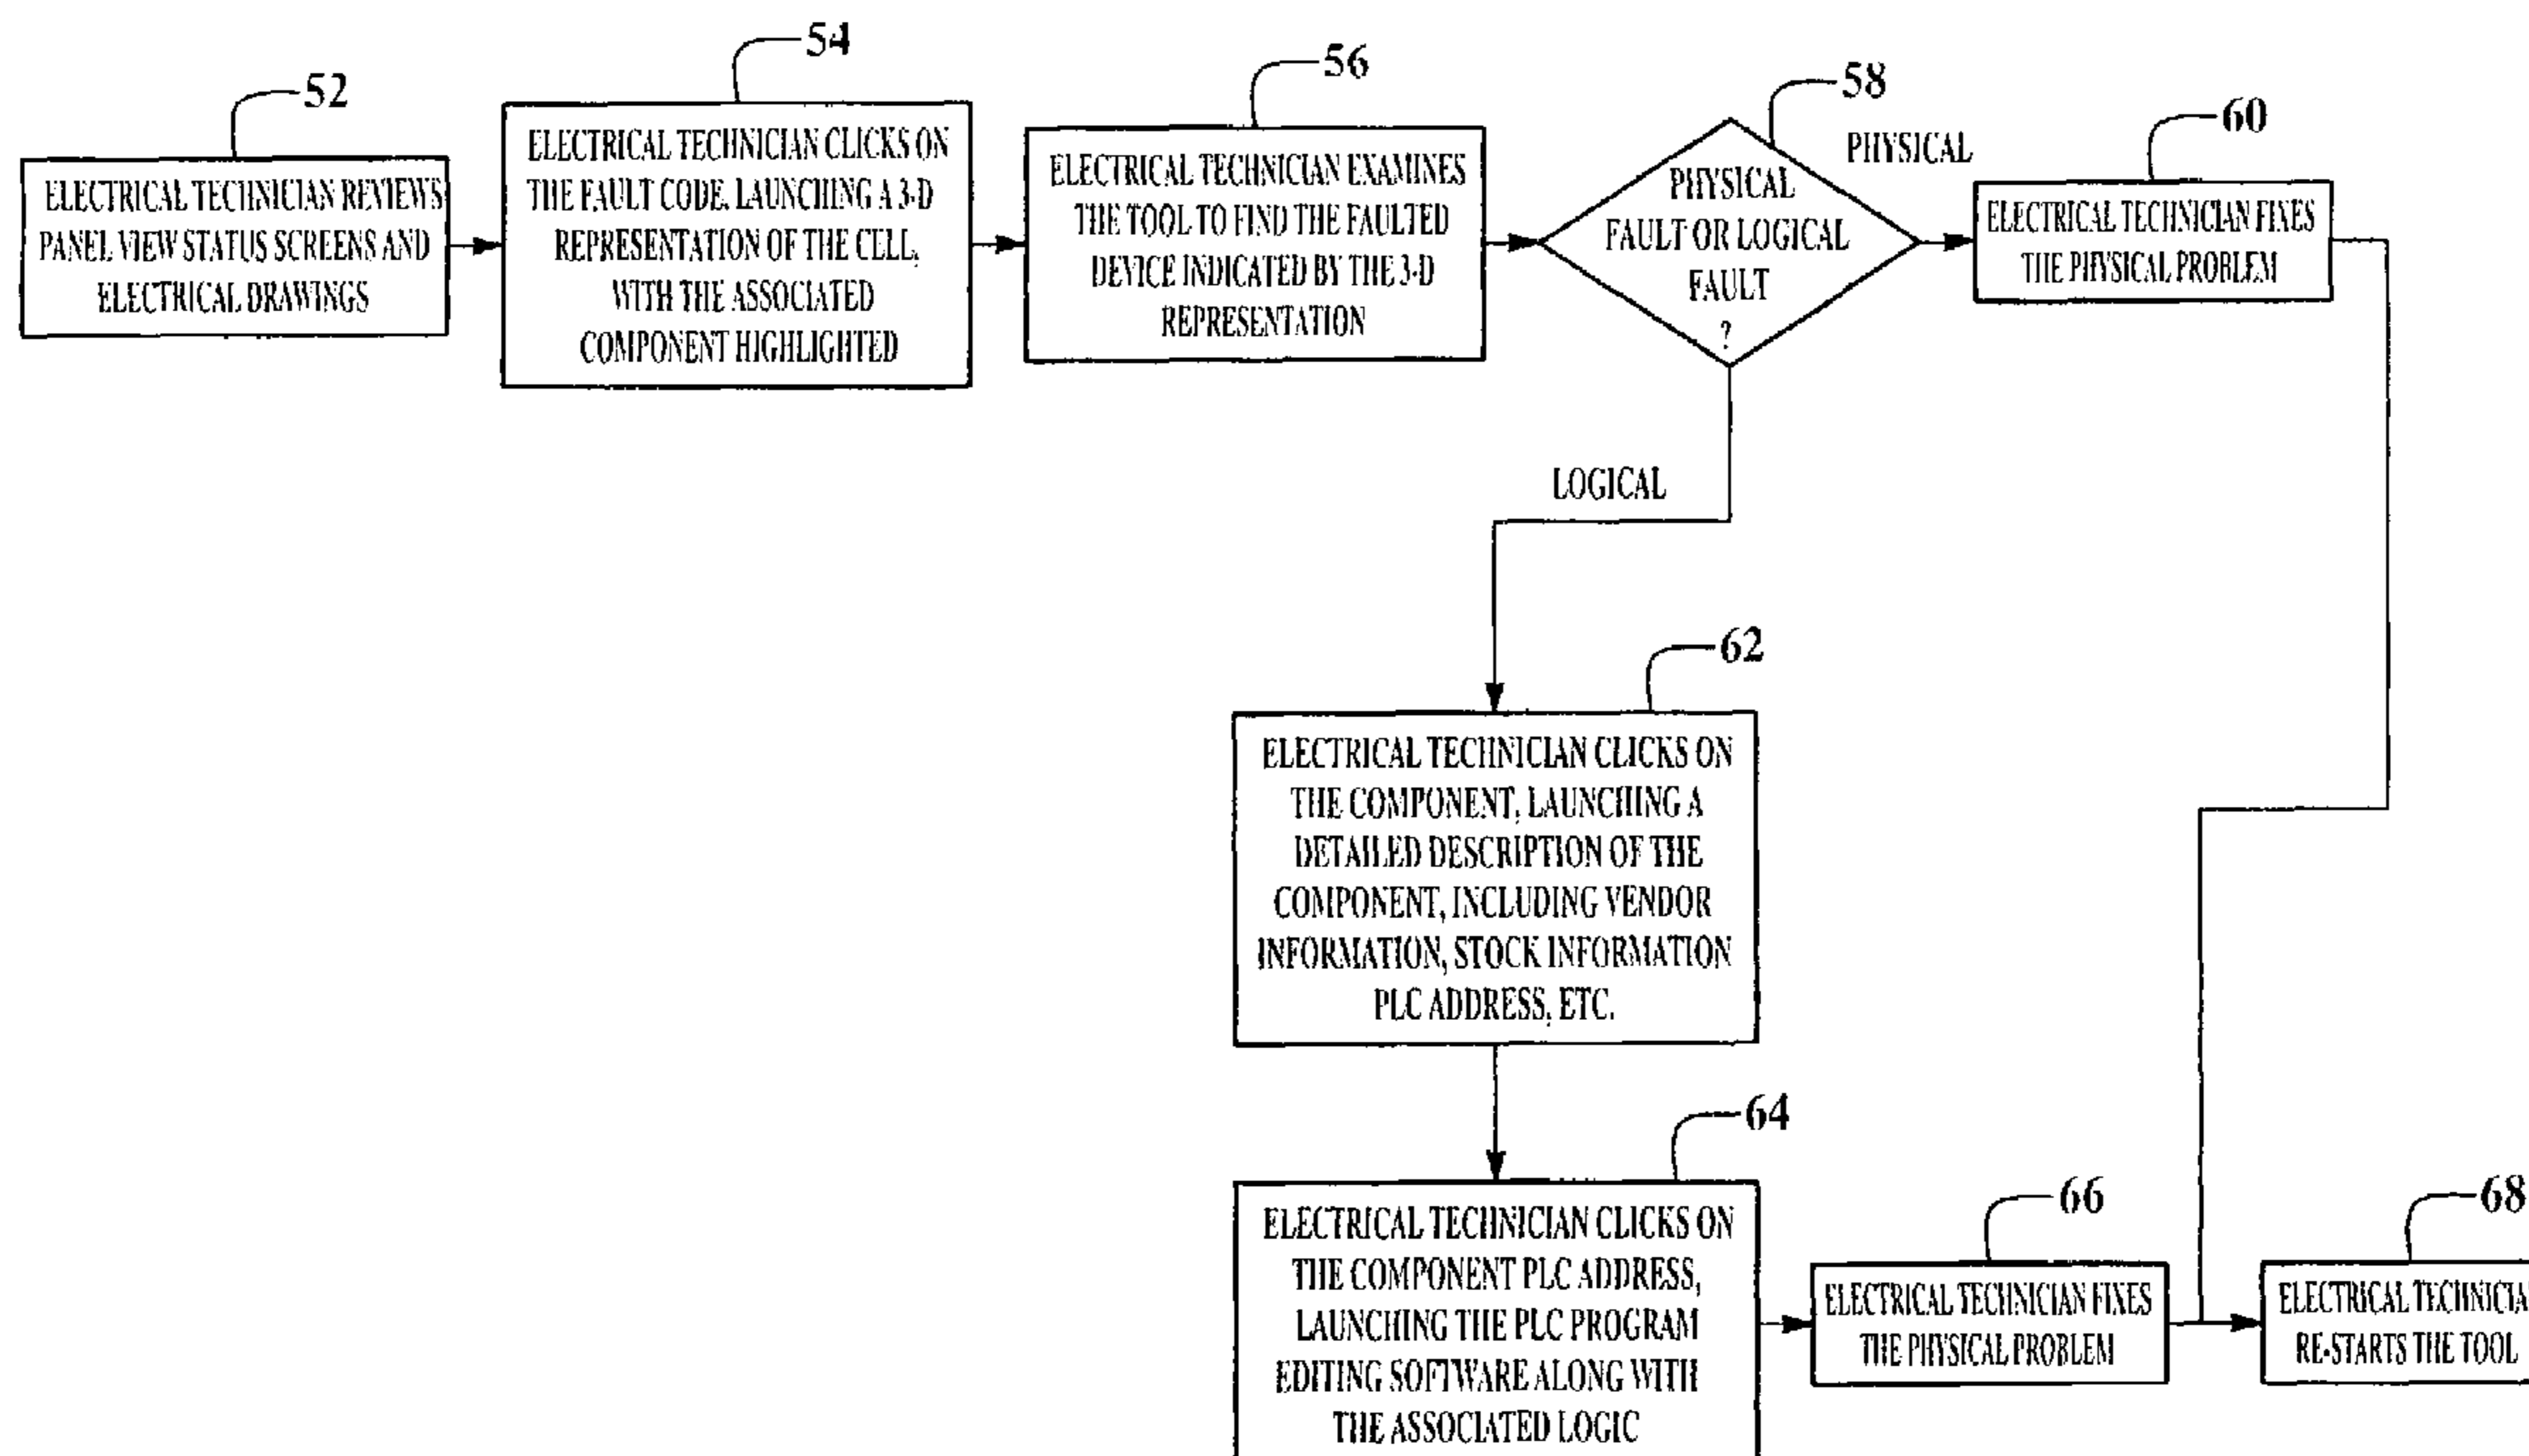 52
ELECTRICAL TECHNICIAN REVIEWS
PANEL VIEW STATUS SCREENS AND
ELECTRICAL DRAWINGS
54
ELECTRICAL TECHNICIAN CLICKS ON
THE FAULT CODE, LAUNCHING A 3-D
REPRESENTATION OF THE CELL,
WITH THE ASSOCIATED
COMPONENT HIGHLIGHTED
56
ELECTRICAL TECHNICIAN EXAMINES
THE TOOL TO FIND THE FAULTED
DEVICE INDICATED BY THE 3-D
REPRESENTATION
58
PHYSICAL
FAULT OR LOGICAL
FAULT
?
PHYSICAL
60
ELECTRICAL TECHNICIAN FIXES
THE PHYSICAL PROBLEM
LOGICAL
62
ELECTRICAL TECHNICIAN CLICKS ON
THE COMPONENT, LAUNCHING A
DETAILED DESCRIPTION OF THE
COMPONENT, INCLUDING VENDOR
INFORMATION, STOCK INFORMATION
PLC ADDRESS, ETC.
64
ELECTRICAL TECHNICIAN CLICKS ON
THE COMPONENT PLC ADDRESS,
LAUNCHING THE PLC PROGRAM
EDITING SOFTWARE ALONG WITH
THE ASSOCIATED LOGIC
66
ELECTRICAL TECHNICIAN FIXES
THE PHYSICAL PROBLEM
68
ELECTRICAL TECHNICIA
RE-STARTS THE TOOL